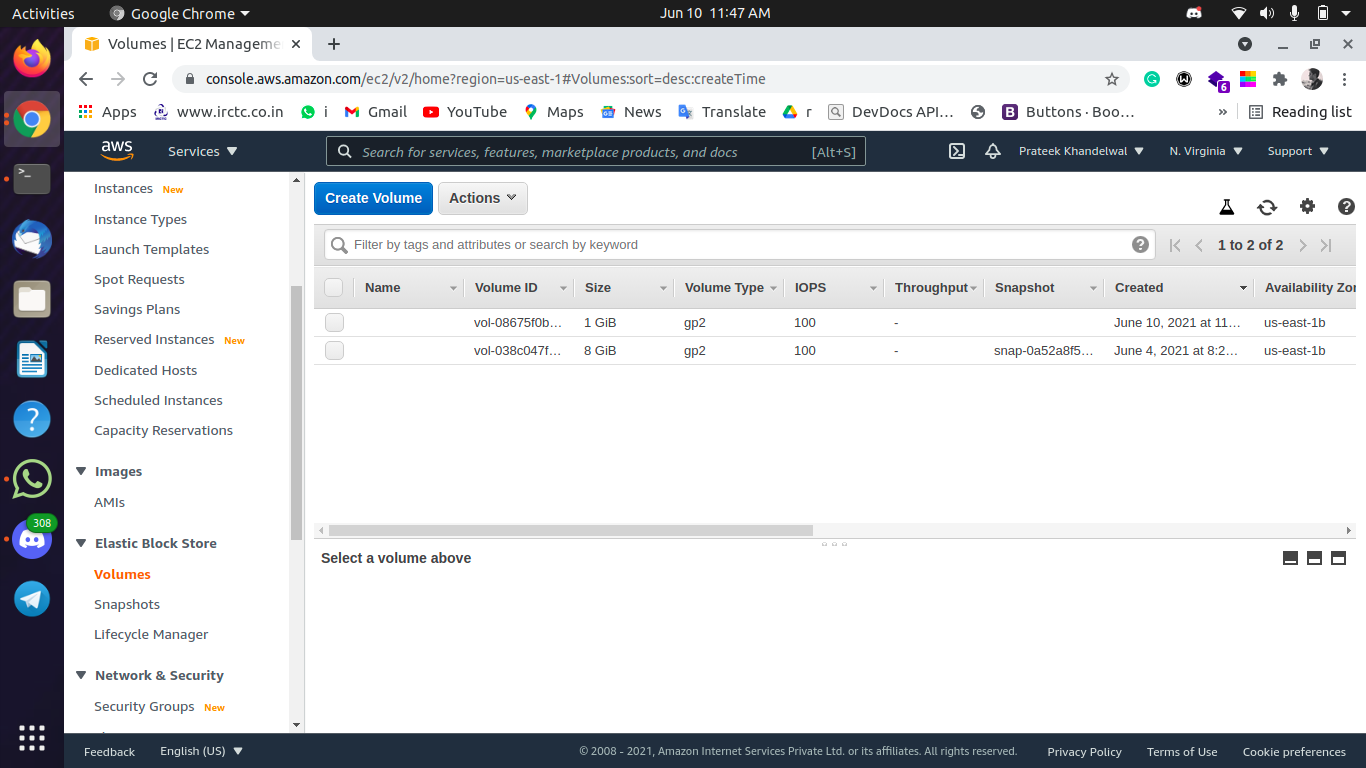 Activities Google Chrome Jun 10 11:47 AM
Volumes | EC2 Manageme
console.aws.amazon.com/ec2/v2/home?region=us-east-1#Volumes:sort=desc:createTime 6
Apps www.irctc.co.in i Gmail YouTube Maps News Translate r DevDocs API… Buttons · Boo… » Reading list
aws Services Search for services, features, marketplace products, and docs [Alt+S] Prateek Khandelwal N. Virginia Support
Instances New
Instance Types
Launch Templates
Spot Requests
Savings Plans
Reserved Instances New
Dedicated Hosts
Scheduled Instances
Capacity Reservations
Images
AMIs
Elastic Block Store
Volumes
Snapshots
Lifecycle Manager
Network & Security
Security Groups New
308
Create Volume Actions
Filter by tags and attributes or search by keyword 1 to 2 of 2
Name Volume ID Size Volume Type IOPS Throughput Snapshot Created Availability Zon
vol-08675f0b... 1 GiB gp2 100 - June 10, 2021 at 11... us-east-1b
vol-038c047f... 8 GiB gp2 100 - snap-0a52a8f5... June 4, 2021 at 8:2... us-east-1b
Select a volume above
Feedback English (US) © 2008 - 2021, Amazon Internet Services Private Ltd. or its affiliates. All rights reserved. Privacy Policy Terms of Use Cookie preferences